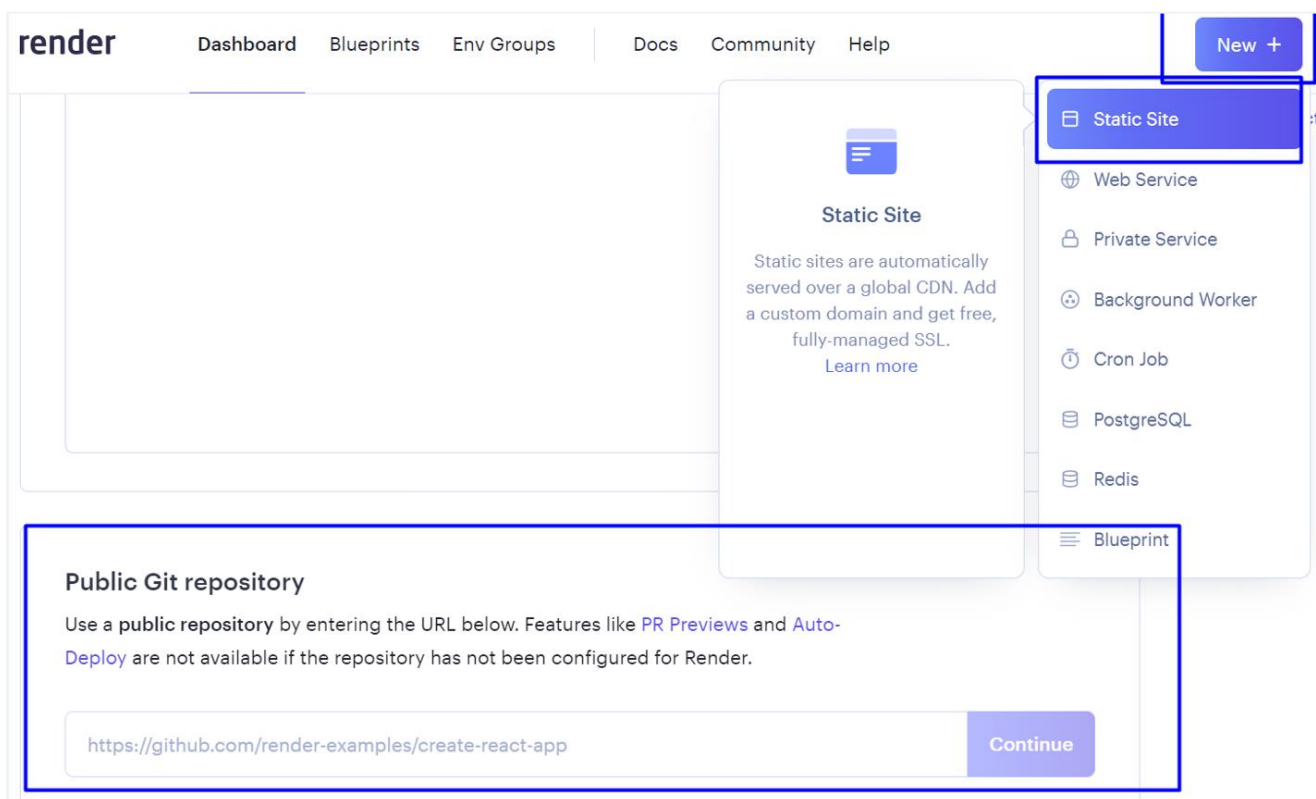 render
Dashboard Blueprints Env Groups Docs Community Help New +
Static Site
Static sites are automatically
served over a global CDN. Add
a custom domain and get free,
fully-managed SSL.
Learn more
Static Site
Web Service
Private Service
Background Worker
Cron Job
PostgreSQL
Redis
Blueprint
Public Git repository
Use a public repository by entering the URL below. Features like PR Previews and Auto-
Deploy are not available if the repository has not been configured for Render.
https://github.com/render-examples/create-react-app Continue